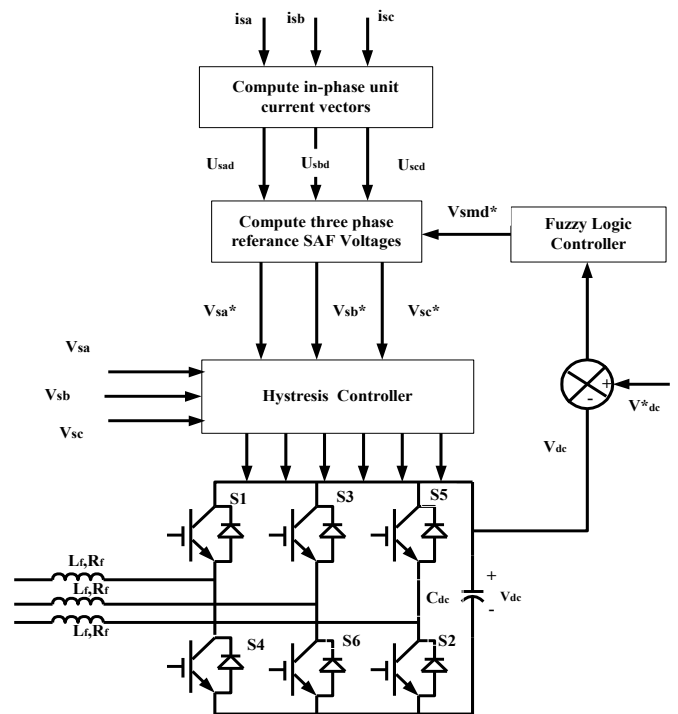 isa isb isc
Compute in-phase unit
current vectors
Usad Usbd Uscd
Compute three phase
referance SAF Voltages
Vsmd*
Fuzzy Logic
Controller
Vsa* Vsb* Vsc*
Vsa
Vsb
Vsc
Hystresis Controller
+
-
V*dc
Vdc
S1 S3 S5
Lf,Rf
Lf,Rf
Lf,Rf
Cdc
+
Vdc
-
S4 S6 S2